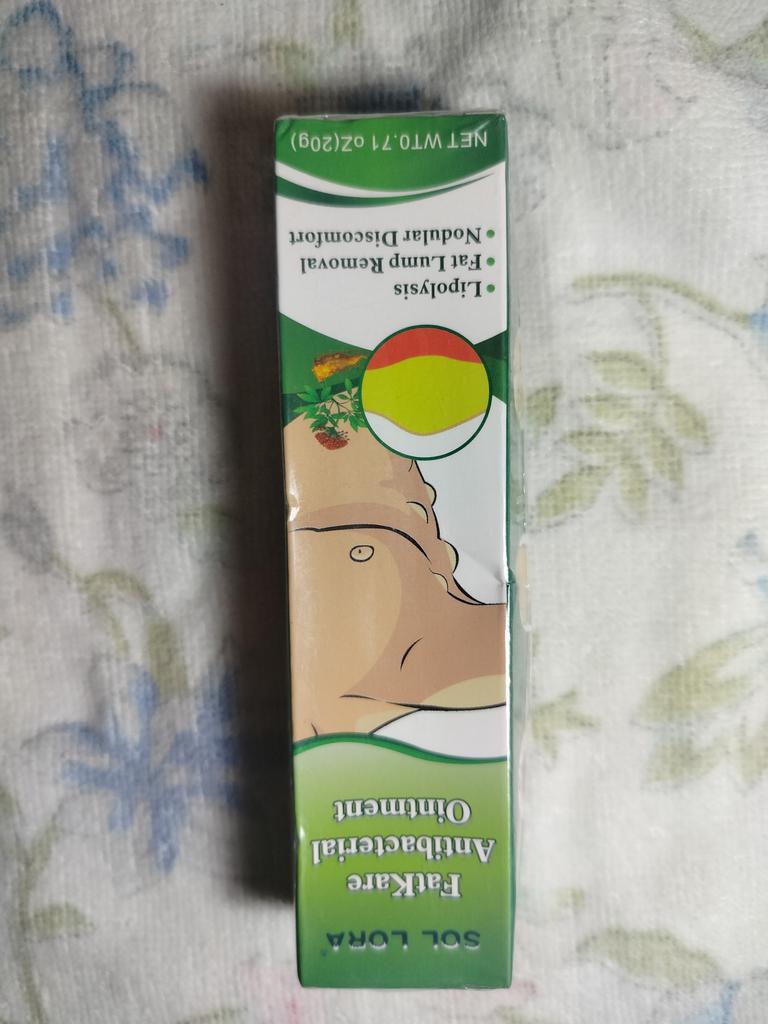 SOL LORA®
FatKare
Antibacterial
Ointment
• Lipolysis
• Fat Lump Removal
• Nodular Discomfort
NET WT0.71 oZ(20g)